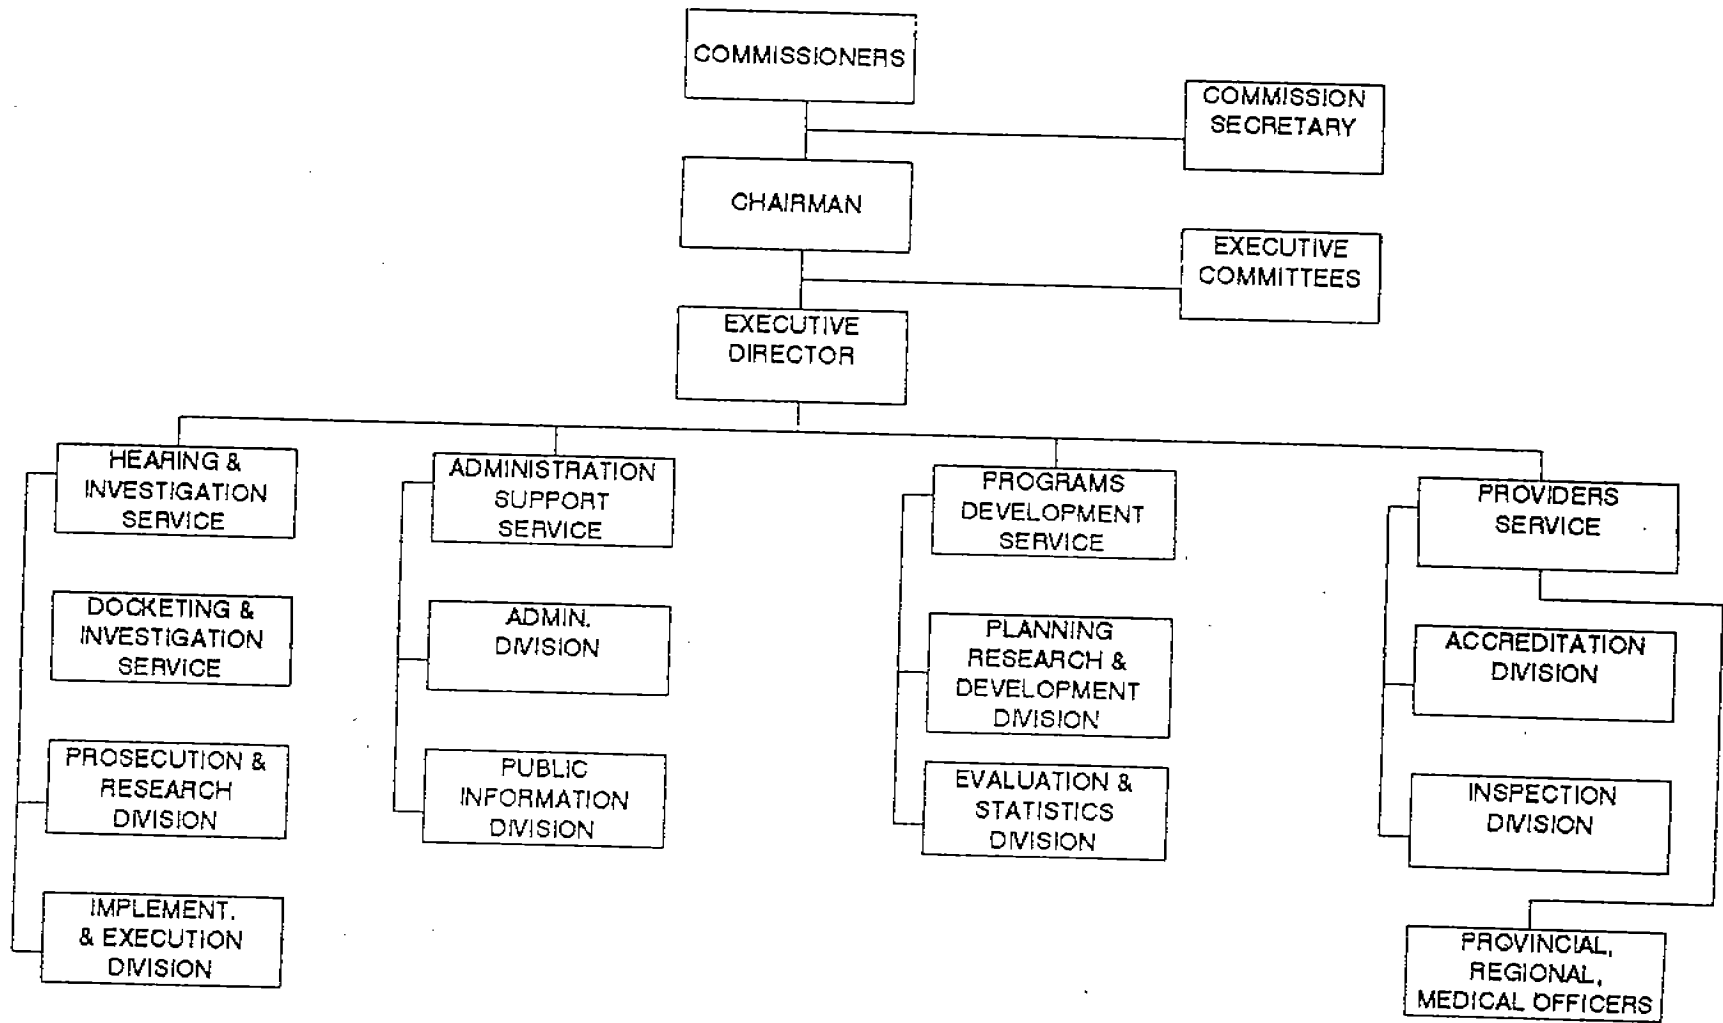 COMMISSIONERS
COMMISSION
SECRETARY
CHAIRMAN
EXECUTIVE
COMMITTEES
EXECUTIVE
DIRECTOR
HEARING &
INVESTIGATION
SERVICE
ADMINISTRATION
SUPPORT
SERVICE
PROGRAMS
DEVELOPMENT
SERVICE
PROVIDERS
SERVICE
DOCKETING &
INVESTIGATION
SERVICE
ADMIN.
DIVISION
PLANNING
RESEARCH &
DEVELOPMENT
DIVISION
ACCREDITATION
DIVISION
PROSECUTION &
RESEARCH
DIVISION
PUBLIC
INFORMATION
DIVISION
EVALUATION &
STATISTICS
DIVISION
INSPECTION
DIVISION
IMPLEMENT.
& EXECUTION
DIVISION
PROVINCIAL,
REGIONAL,
MEDICAL OFFICERS